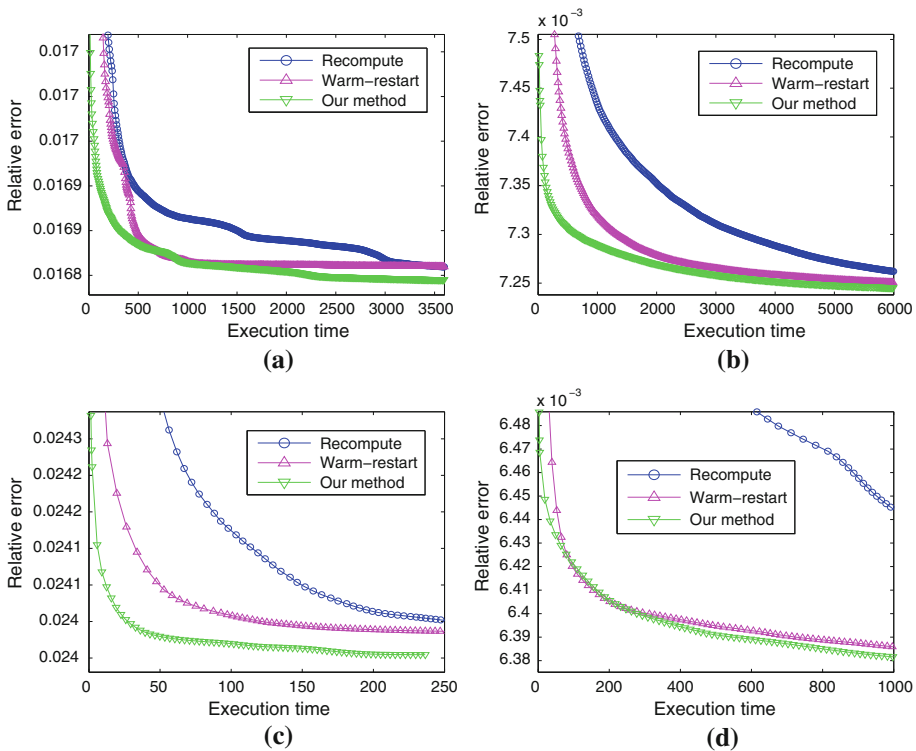 Relative error
0.017
0.017
0.017
0.0169
0.0169
0.0168
Recompute
Warm-restart
Our method
0 500 1000 1500 2000 2500 3000 3500
Execution time
(a)
x 10⁻³
Relative error
7.5
7.45
7.4
7.35
7.3
7.25
Recompute
Warm-restart
Our method
0 1000 2000 3000 4000 5000 6000
Execution time
(b)
Relative error
0.0243
0.0242
0.0242
0.0241
0.0241
0.024
0.024
Recompute
Warm-restart
Our method
0 50 100 150 200 250
Execution time
(c)
x 10⁻³
Relative error
6.48
6.47
6.46
6.45
6.44
6.43
6.42
6.41
6.40
6.39
6.38
Recompute
Warm-restart
Our method
0 200 400 600 800 1000
Execution time
(d)